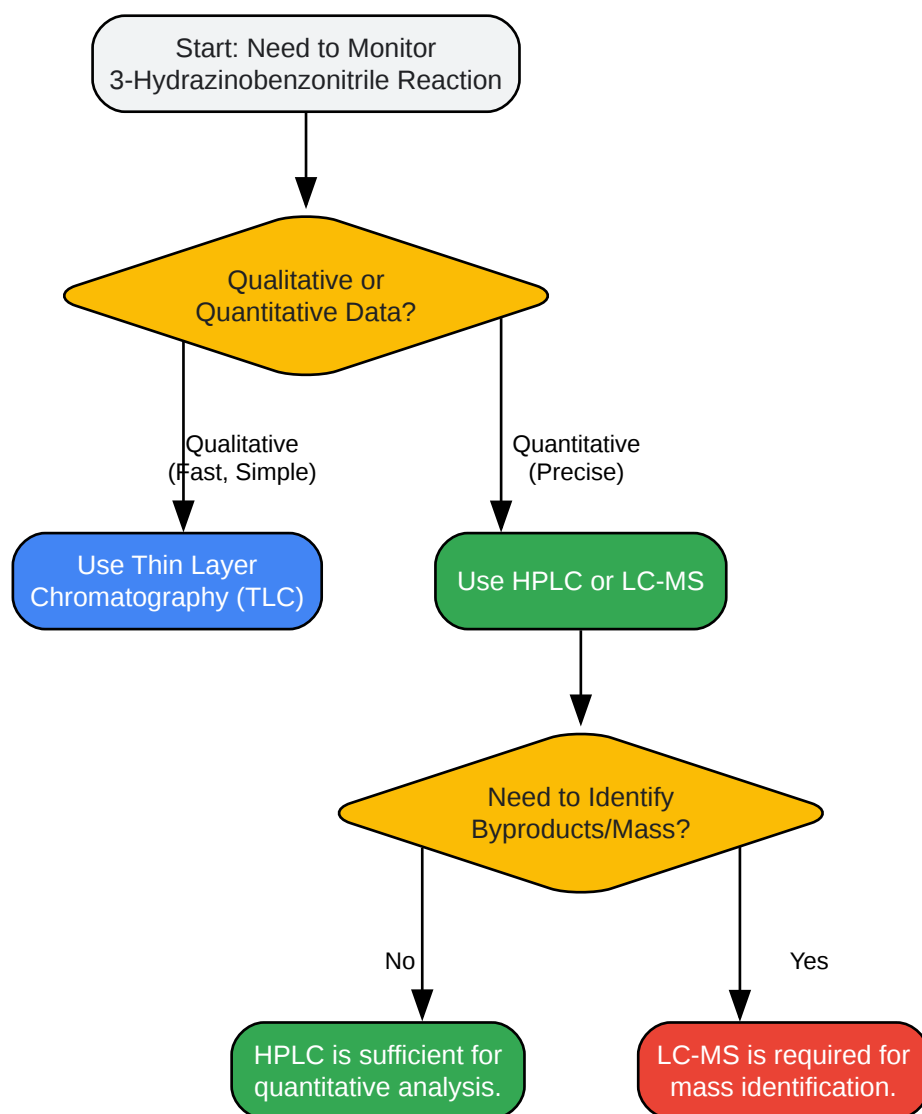 Start: Need to Monitor
3-Hydrazinobenzonitrile Reaction
Qualitative or
Quantitative Data?
Qualitative
(Fast, Simple)
Quantitative
(Precise)
Use Thin Layer
Chromatography (TLC)
Use HPLC or LC-MS
Need to Identify
Byproducts/Mass?
No
Yes
HPLC is sufficient for
quantitative analysis.
LC-MS is required for
mass identification.